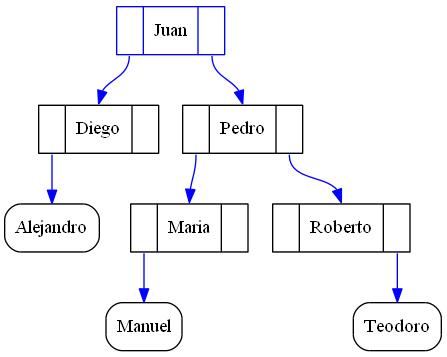 Juan
Diego
Pedro
Alejandro
Maria
Roberto
Manuel
Teodoro